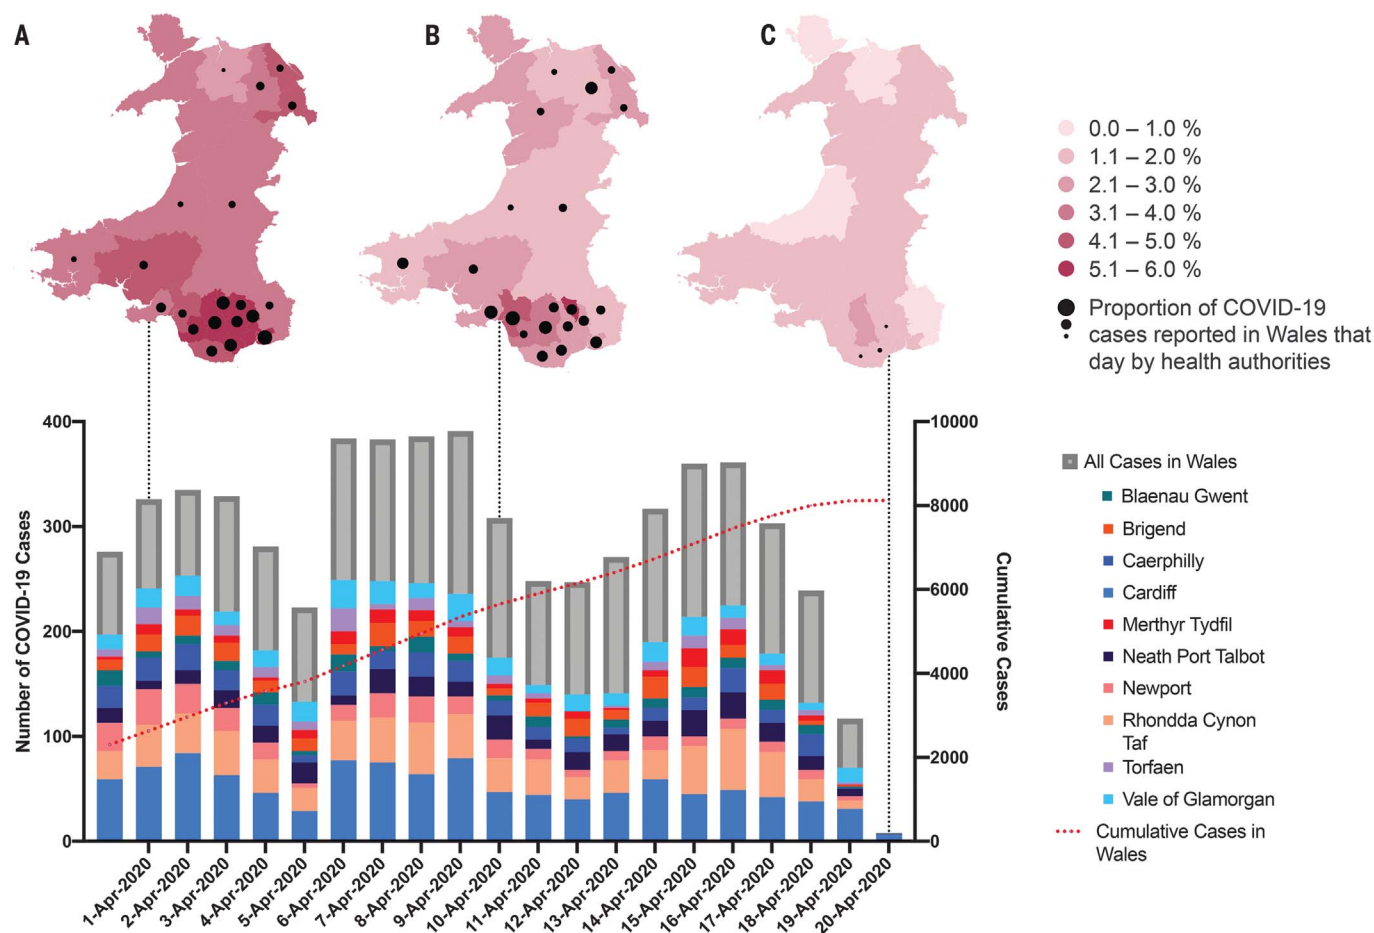 A
B
C
0.0 – 1.0 %
1.1 – 2.0 %
2.1 – 3.0 %
3.1 – 4.0 %
4.1 – 5.0 %
5.1 – 6.0 %
Proportion of COVID-19
cases reported in Wales that
day by health authorities
Number of COVID-19 Cases
400
300
200
100
0
10000
8000
6000
4000
2000
0
Cumulative Cases
1-Apr-2020
2-Apr-2020
3-Apr-2020
4-Apr-2020
5-Apr-2020
6-Apr-2020
7-Apr-2020
8-Apr-2020
9-Apr-2020
10-Apr-2020
11-Apr-2020
12-Apr-2020
13-Apr-2020
14-Apr-2020
15-Apr-2020
16-Apr-2020
17-Apr-2020
18-Apr-2020
19-Apr-2020
20-Apr-2020
All Cases in Wales
Blaenau Gwent
Brigend
Caerphilly
Cardiff
Merthyr Tydfil
Neath Port Talbot
Newport
Rhondda Cynon
Taf
Torfaen
Vale of Glamorgan
Cumulative Cases in
Wales